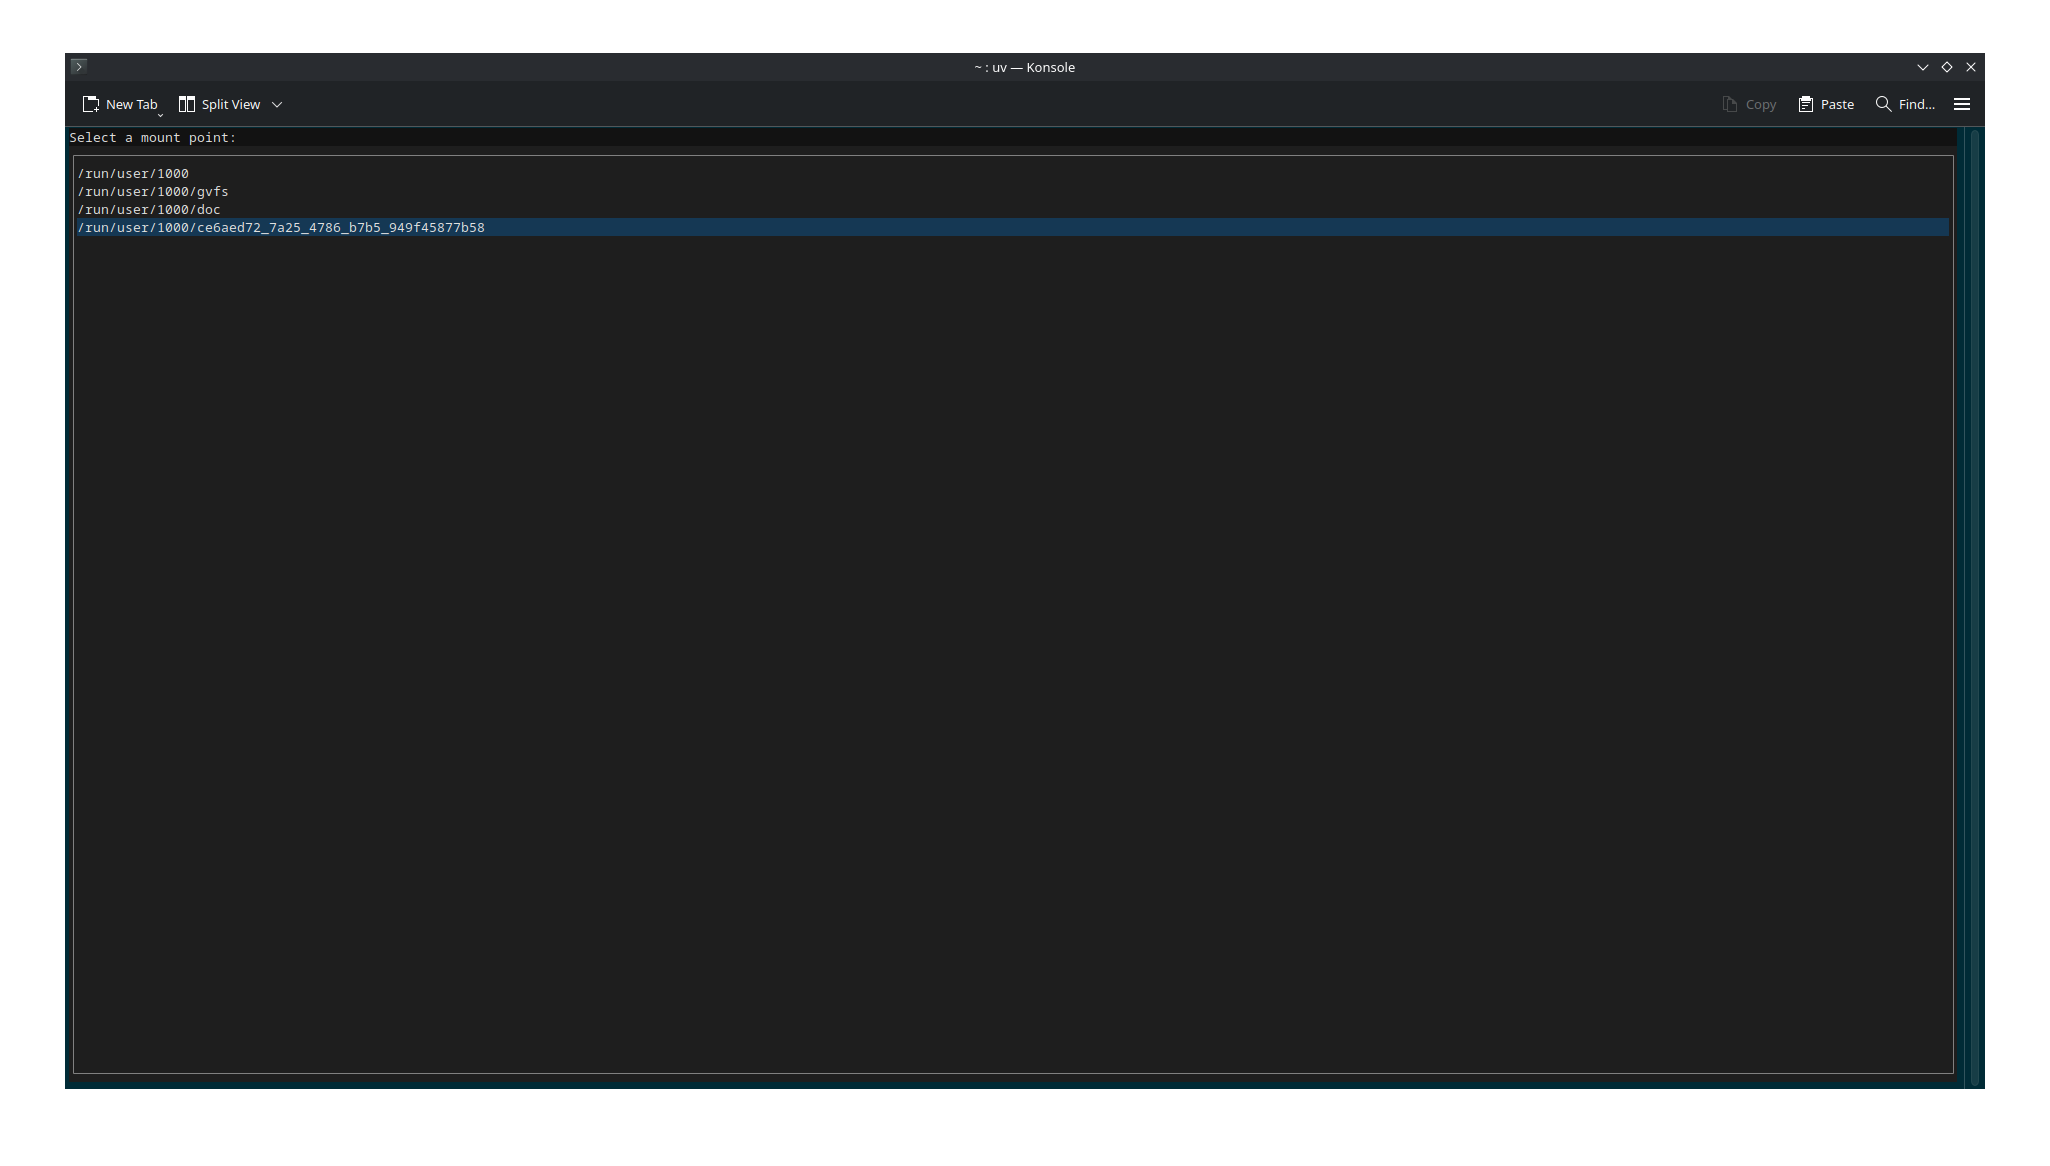 ~ : uv — Konsole
New Tab Split View Copy Paste Find...
Select a mount point:
/run/user/1000
/run/user/1000/gvfs
/run/user/1000/doc
/run/user/1000/ce6aed72_7a25_4786_b7b5_949f45877b58